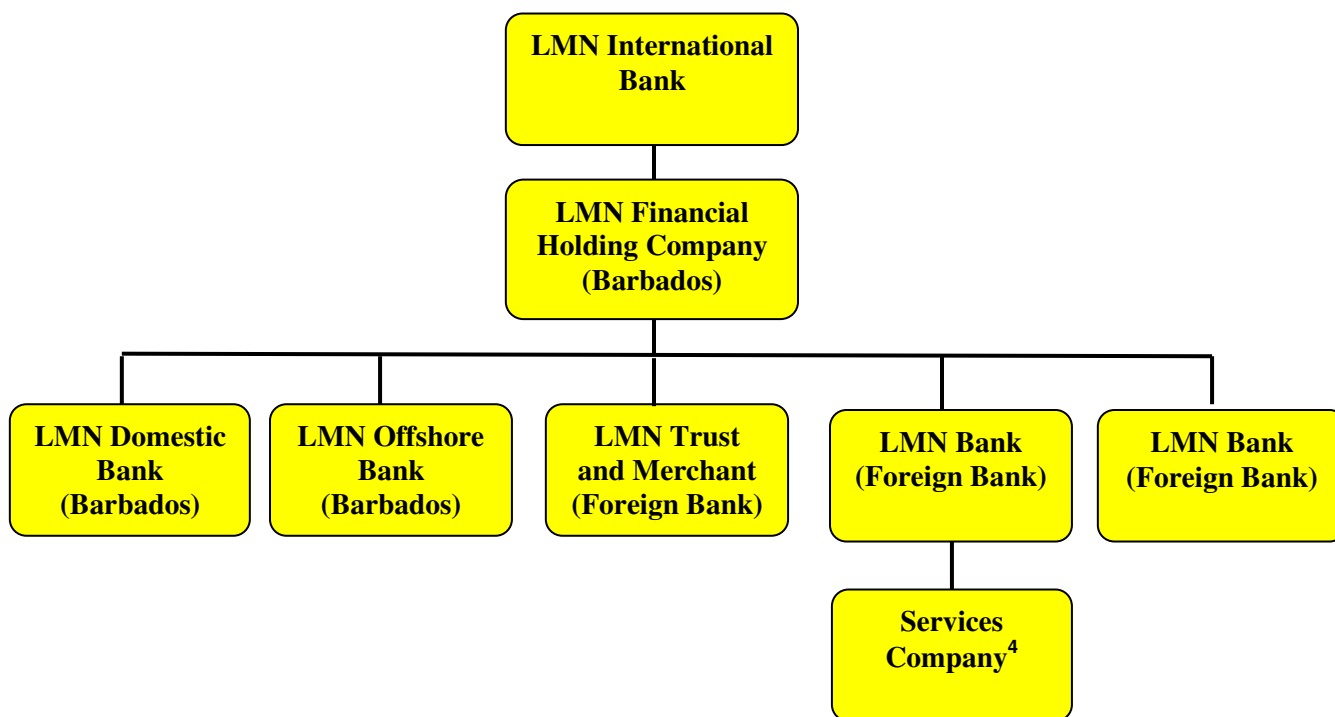 LMN International
Bank
LMN Financial
Holding Company
(Barbados)
LMN Domestic
Bank
(Barbados)
LMN Offshore
Bank
(Barbados)
LMN Trust
and Merchant
(Foreign Bank)
LMN Bank
(Foreign Bank)
LMN Bank
(Foreign Bank)
Services
Company⁴